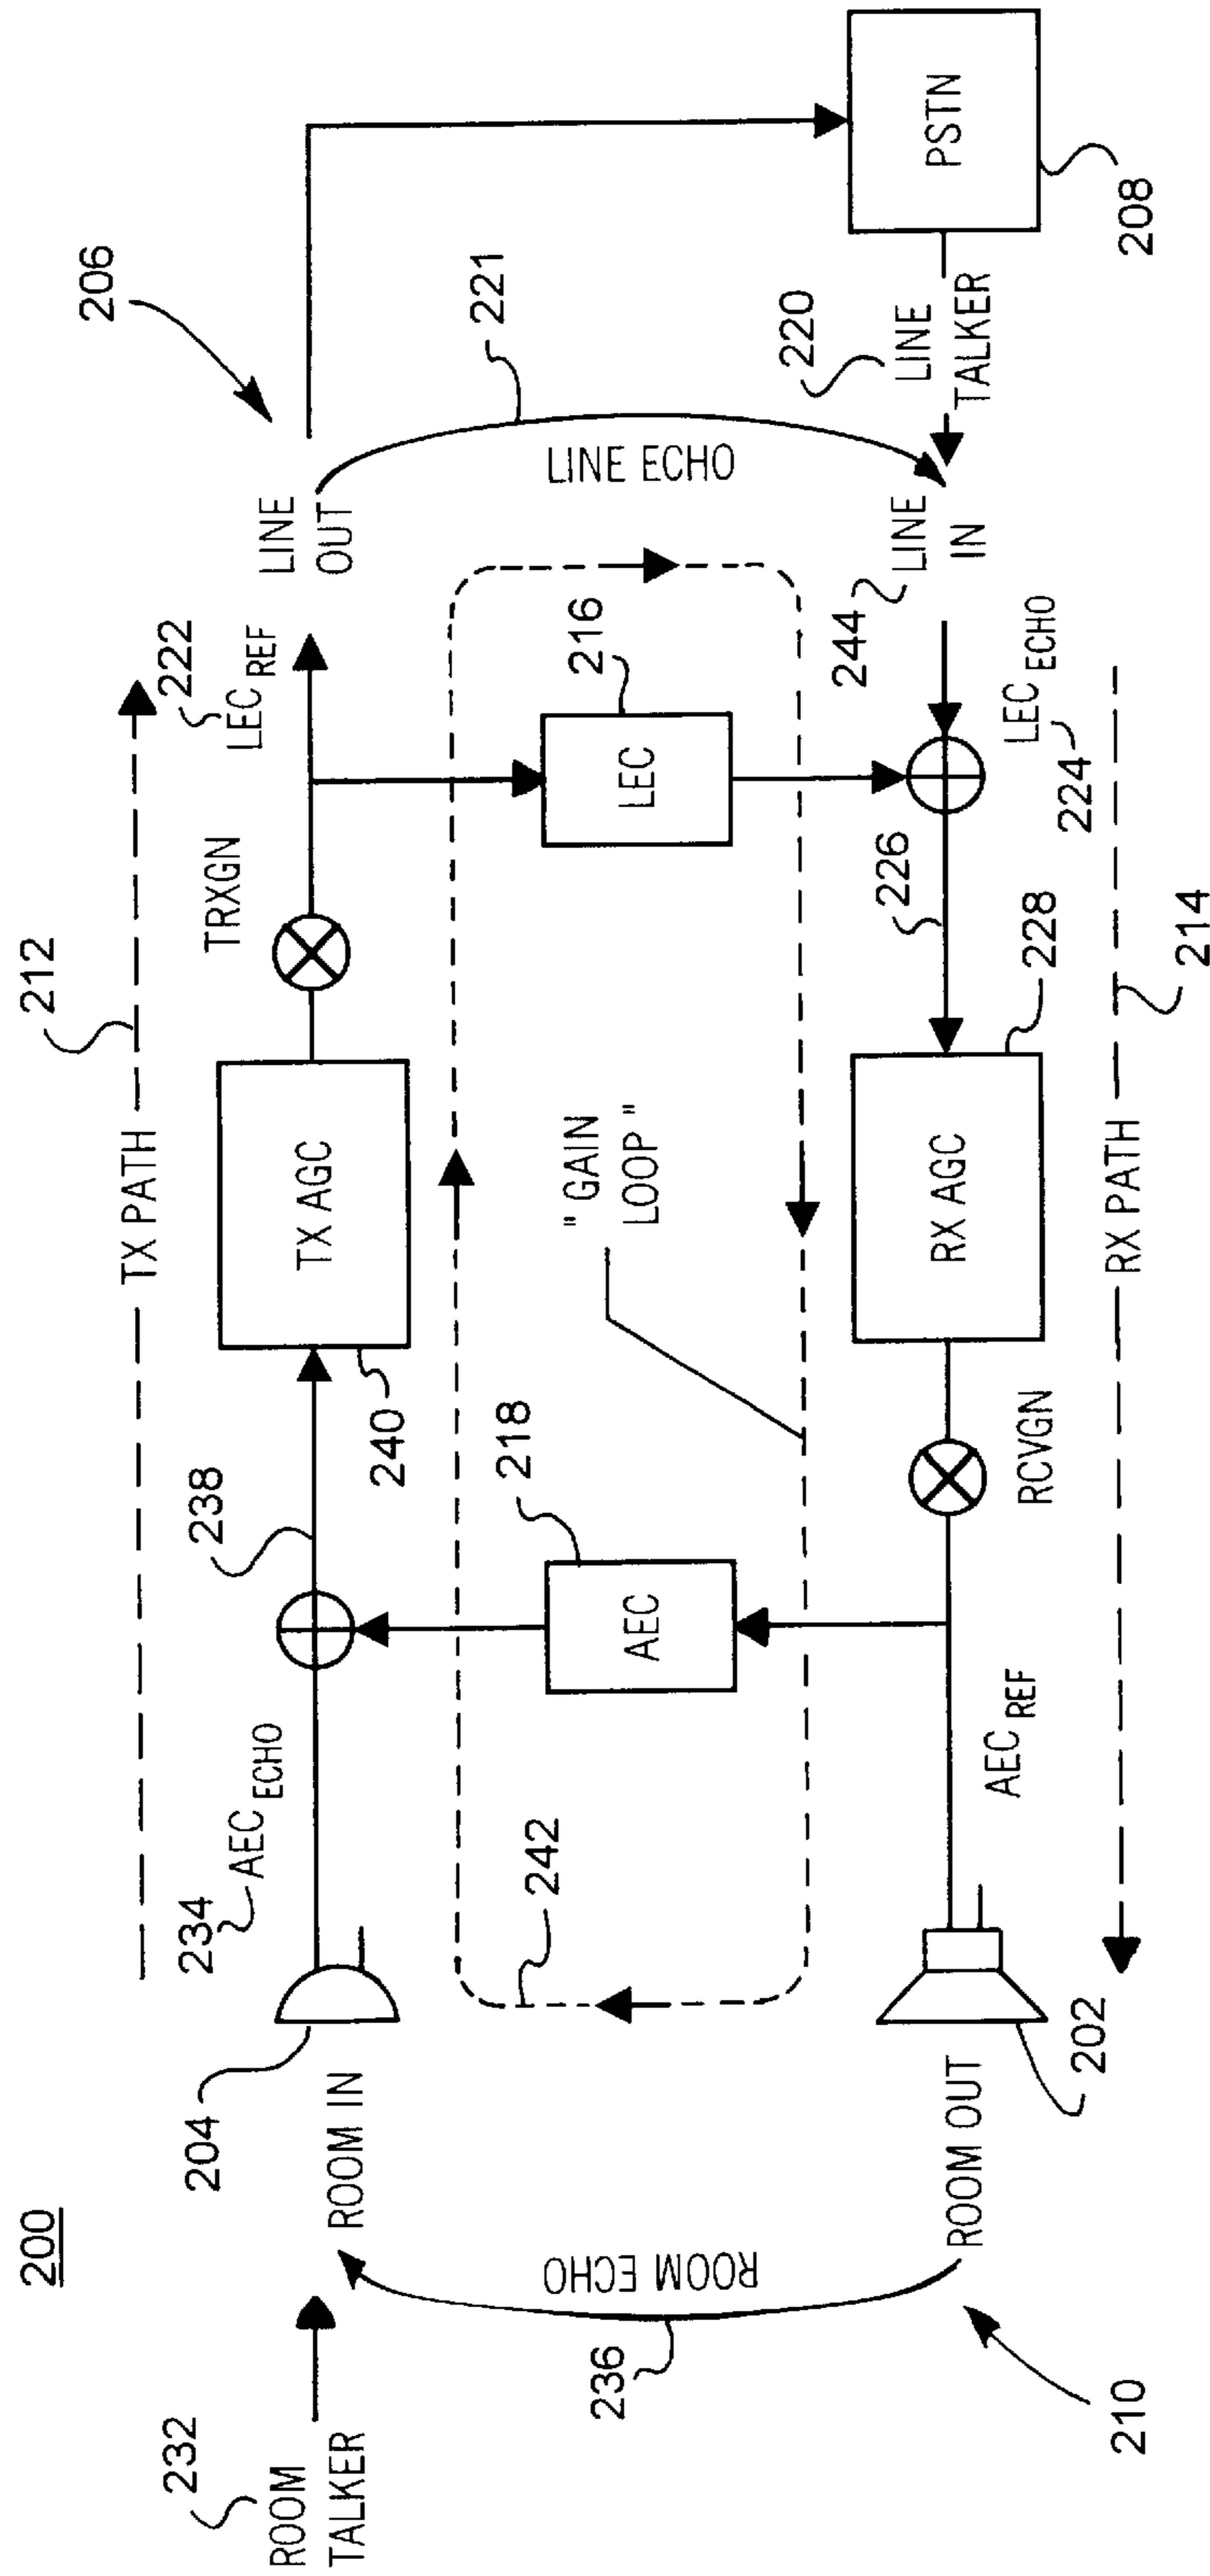 200
212
TX PATH
206
232
ROOM
TALKER
204
ROOM IN
234
AEC ECHO
238
240
TX AGC
TRXGN
222
LEC REF
LINE
OUT
242
218
AEC
" GAIN
LOOP "
216
LEC
221
LINE ECHO
236
ROOM ECHO
210
ROOM OUT
202
AEC REF
RCVGN
RX AGC
228
226
224
LEC ECHO
244
LINE
IN
220
LINE
TALKER
PSTN
208
RX PATH
214